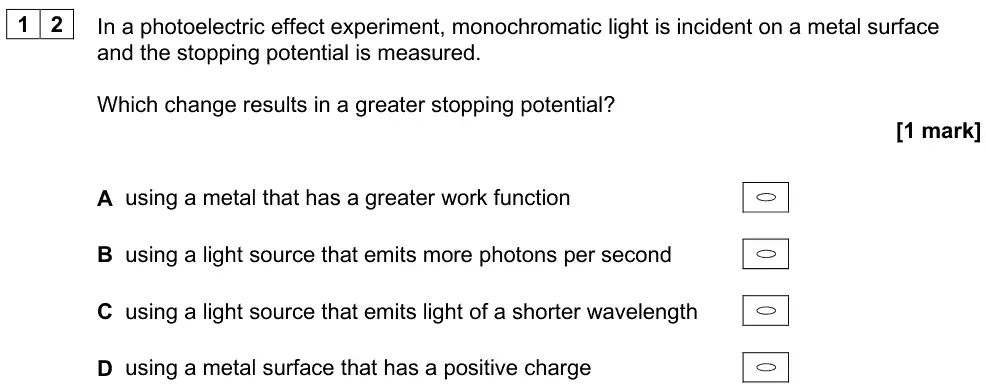 1 2 In a photoelectric effect experiment, monochromatic light is incident on a metal surface
and the stopping potential is measured.
Which change results in a greater stopping potential?
[1 mark]
A using a metal that has a greater work function
B using a light source that emits more photons per second
C using a light source that emits light of a shorter wavelength
D using a metal surface that has a positive charge